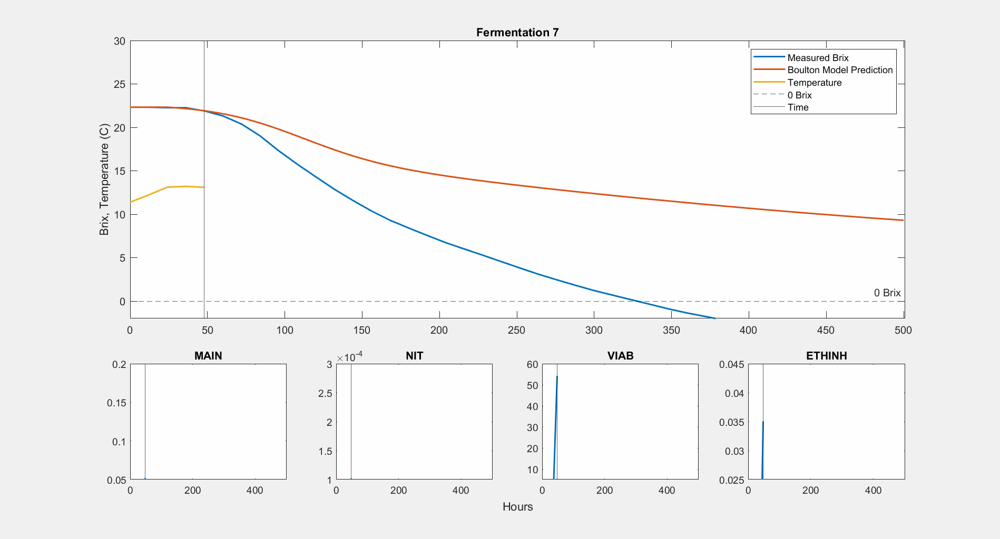 Fermentation 7
30
25
20
15
10
5
0
Brix, Temperature (C)
Measured Brix
Boulton Model Prediction
Temperature
0 Brix
Time
0 Brix
0 50 100 150 200 250 300 350 400 450 500
MAIN
0.2
0.15
0.1
0.05
0 200 400
NIT
×10-4
3
2.5
2
1.5
1
0 200 400
VIAB
60
50
40
30
20
10
0 200 400
ETHINH
0.045
0.04
0.035
0.03
0.025
0 200 400
Hours